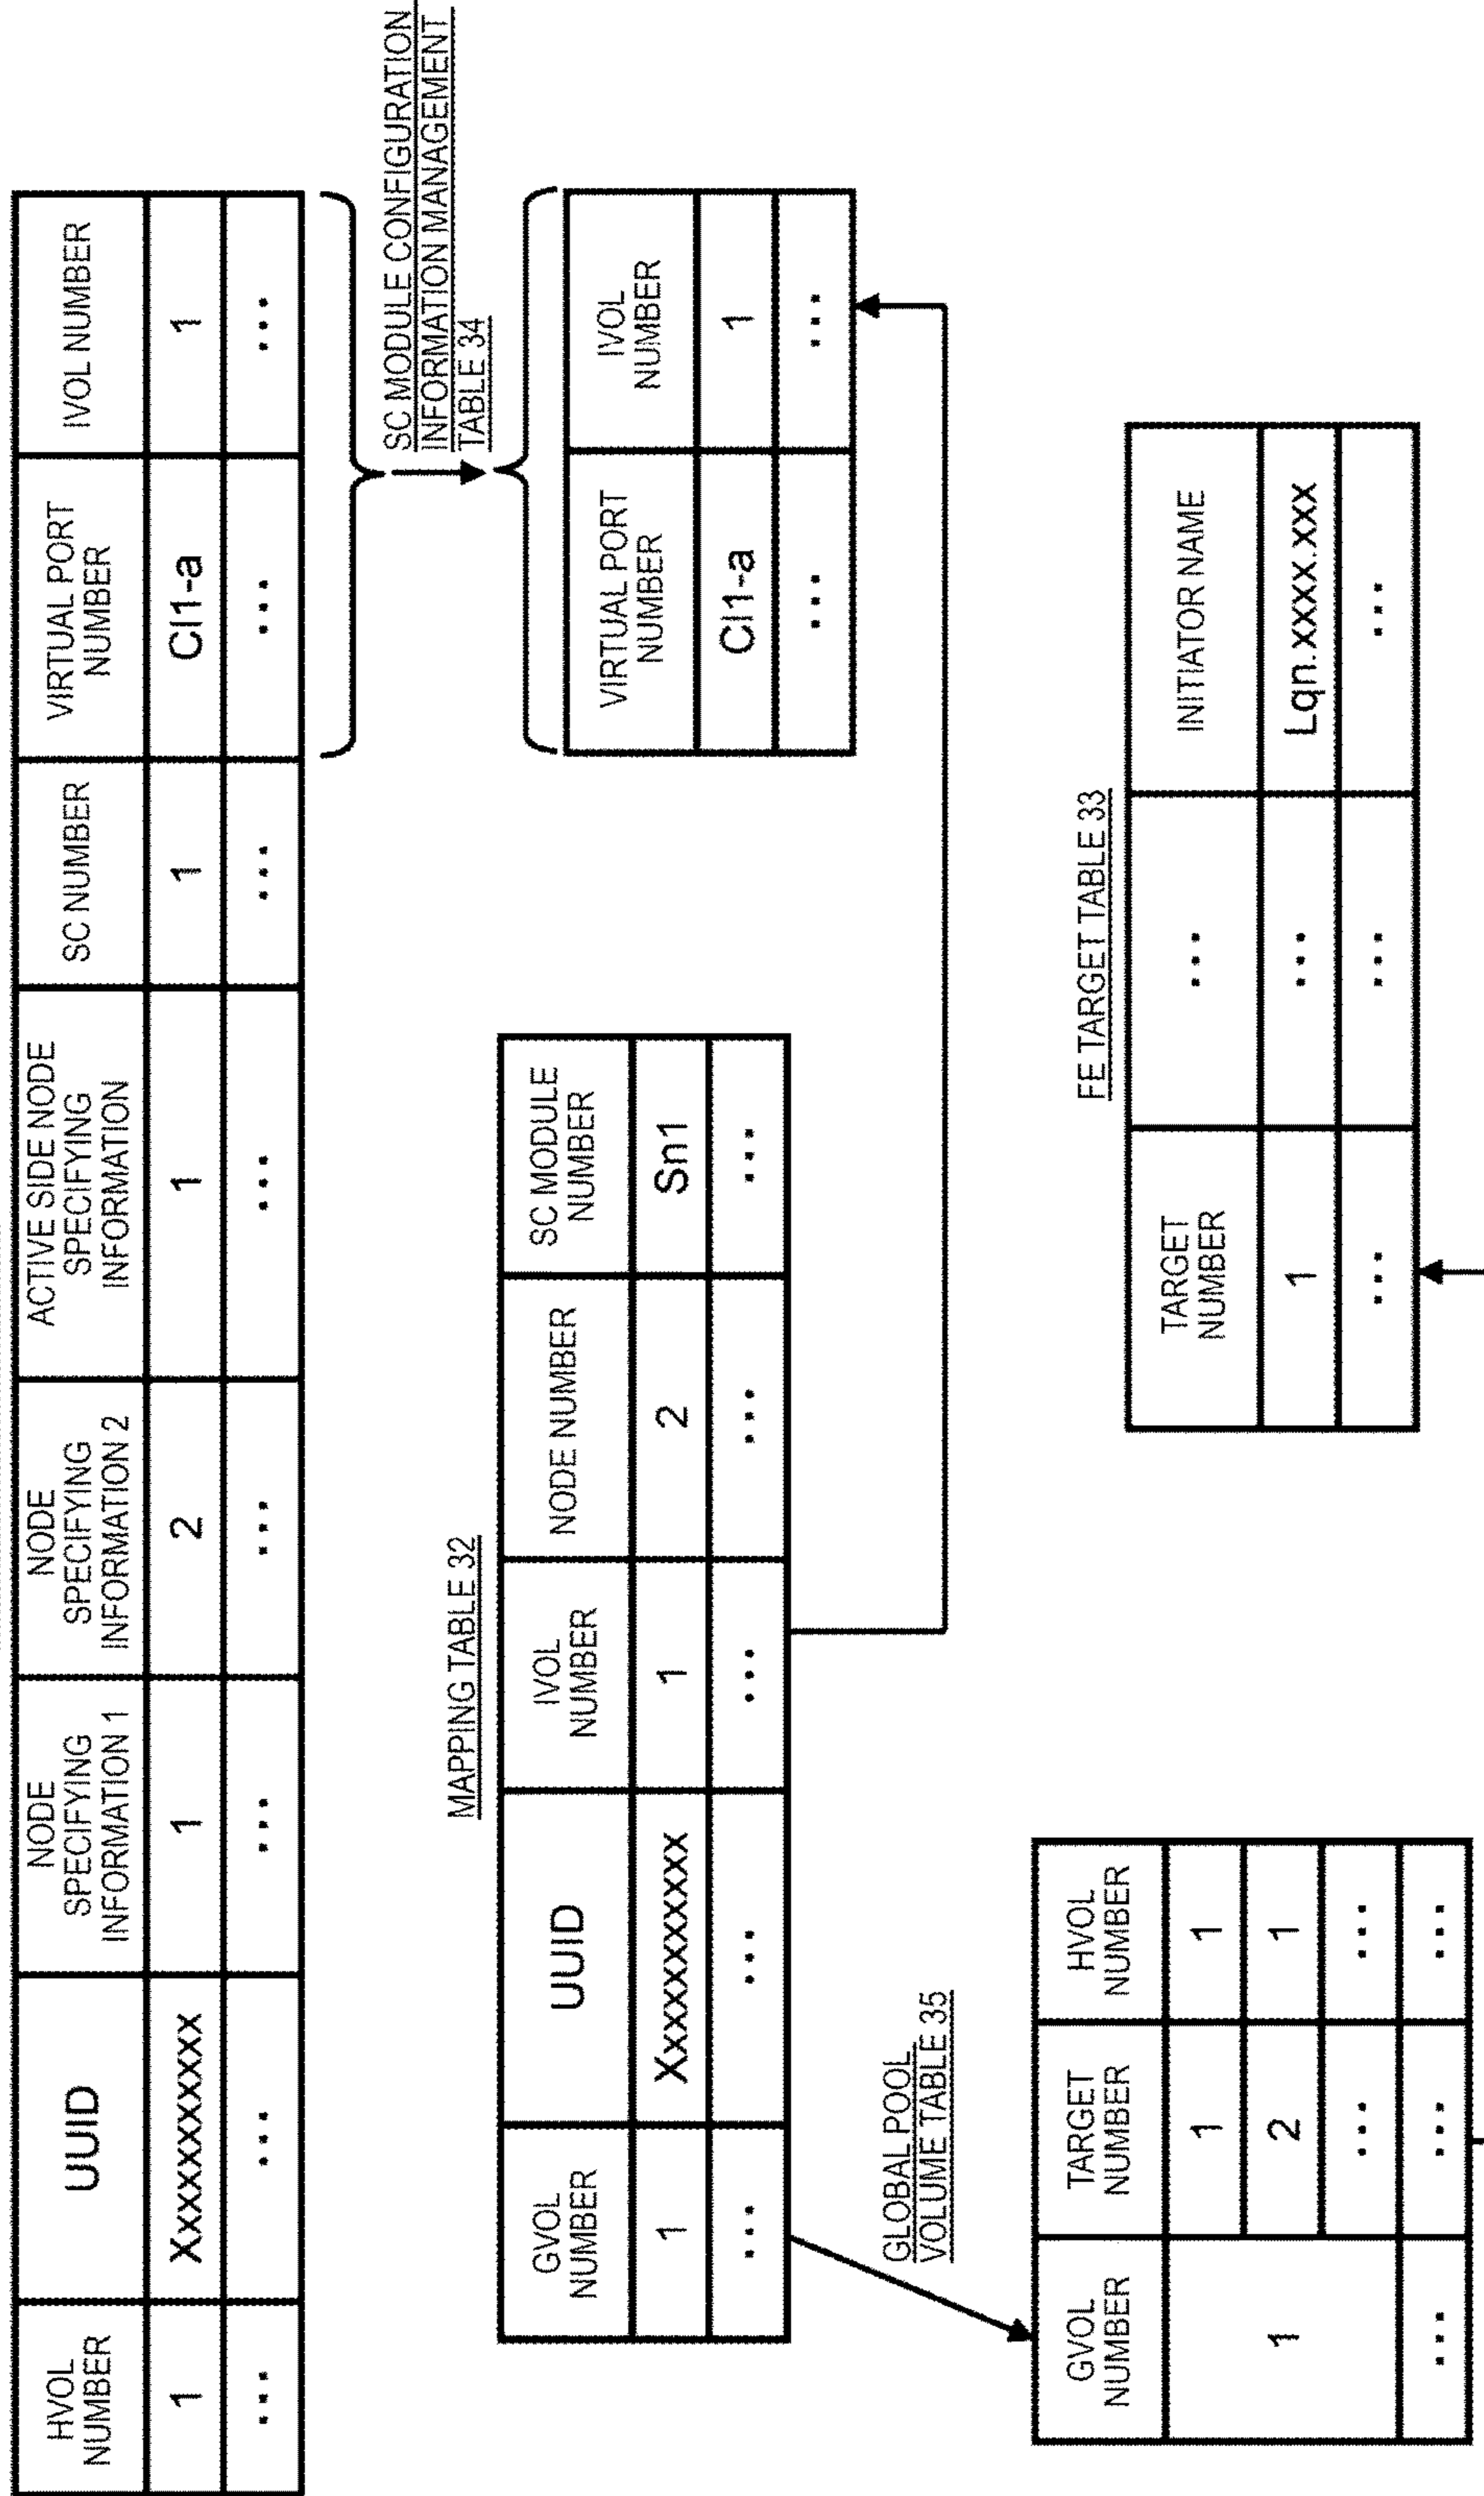 HVOL
NUMBER
UUID
NODE
SPECIFYING
INFORMATION 1
NODE
SPECIFYING
INFORMATION 2
ACTIVE SIDE NODE
SPECIFYING
INFORMATION
SC NUMBER
VIRTUAL PORT
NUMBER
IVOL NUMBER
1
Xxxxxxxxxx
1
2
1
1
Cl1-a
1
...
...
...
...
...
...
...
...
SC MODULE CONFIGURATION
INFORMATION MANAGEMENT
TABLE 34
VIRTUAL PORT
NUMBER
IVOL
NUMBER
Cl1-a
1
...
...
MAPPING TABLE 32
GVOL
NUMBER
UUID
IVOL
NUMBER
NODE NUMBER
SC MODULE
NUMBER
1
Xxxxxxxxxx
1
2
Sn1
...
...
...
...
...
GLOBAL POOL
VOLUME TABLE 35
GVOL
NUMBER
TARGET
NUMBER
HVOL
NUMBER
1
1
1
2
1
...
...
...
...
...
FE TARGET TABLE 33
TARGET
NUMBER
...
INITIATOR NAME
1
...
Lqn.xxxx.xxx
...
...
...